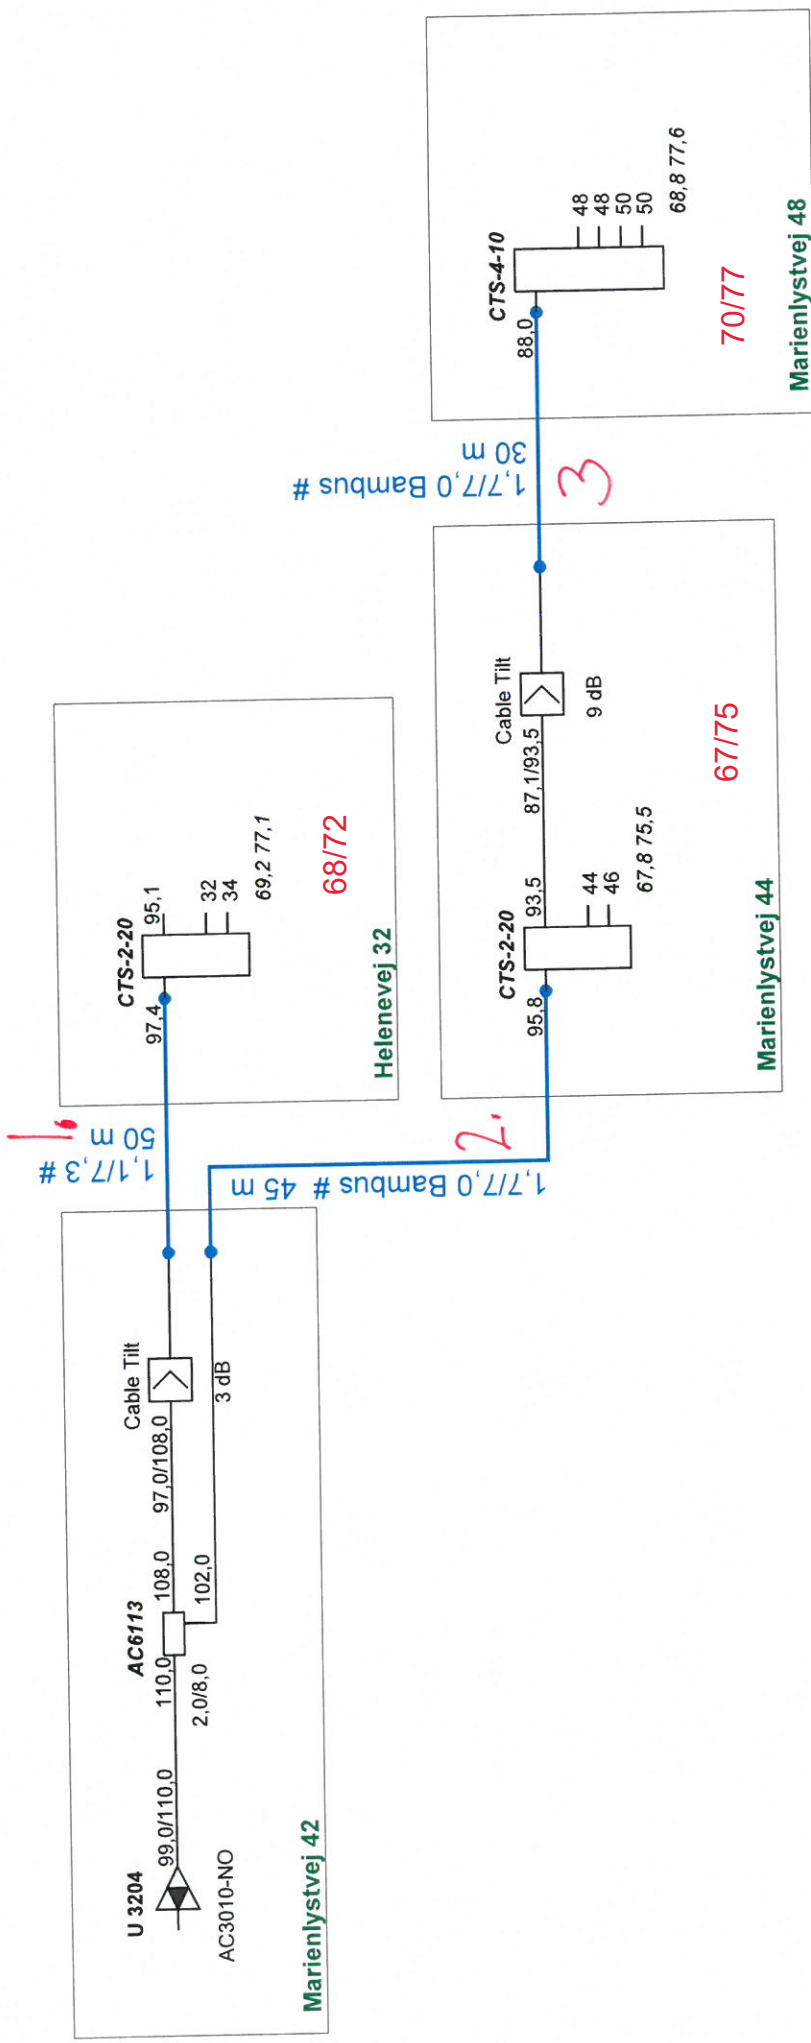 U 3204
99,0/110,0
AC3010-NO
AC6113
110,0
108,0
2,0/8,0
102,0
97,0/108,0
Cable Tilt
3 dB
Marienlystvej 42
1.
1,1/7,3 #
50 m
2.
1,7/7,0 Bambus # 45 m
CTS-2-20
97,4
95,1
32
34
69,2 77,1
68/72
Helenevej 32
CTS-2-20
95,8
93,5
44
46
67,8 75,5
87,1/93,5
Cable Tilt
9 dB
67/75
Marienlystvej 44
1,7/7,0 Bambus #
30 m
3
CTS-4-10
88,0
48
48
50
50
68,8 77,6
70/77
Marienlystvej 48